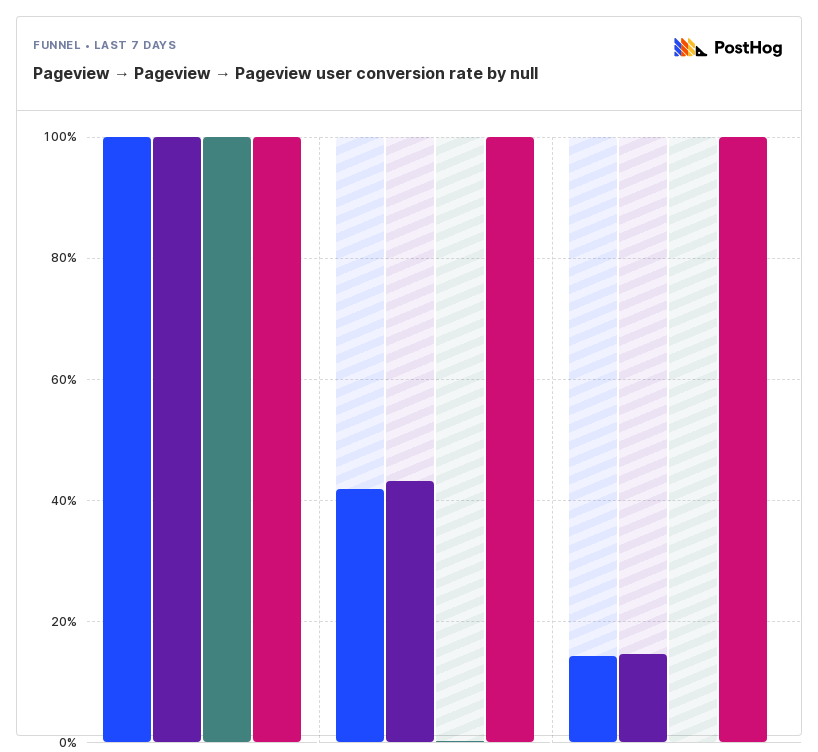 FUNNEL • LAST 7 DAYS
PostHog
Pageview → Pageview → Pageview user conversion rate by null
100%
80%
60%
40%
20%
0%